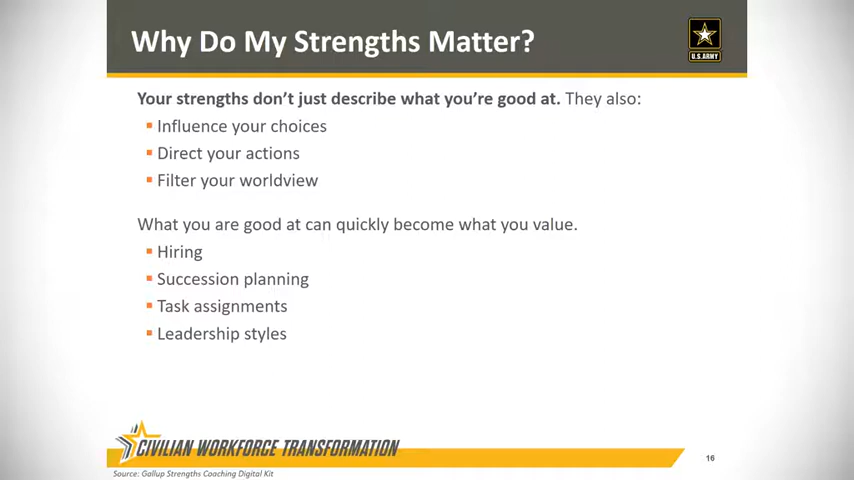 Why Do My Strengths Matter?
U.S. ARMY
Your strengths don't just describe what you're good at. They also:
Influence your choices
Direct your actions
Filter your worldview
What you are good at can quickly become what you value.
Hiring
Succession planning
Task assignments
Leadership styles
CIVILIAN WORKFORCE TRANSFORMATION
16
Source: Gallup Strengths Coaching Digital Kit